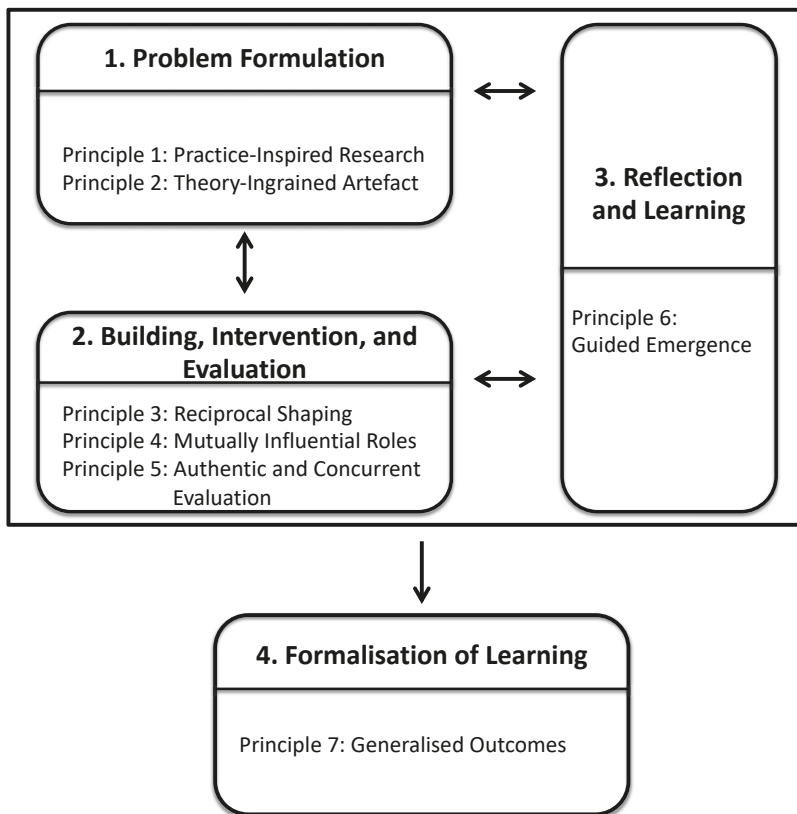 1. Problem Formulation
Principle 1: Practice-Inspired Research
Principle 2: Theory-Ingrained Artefact
2. Building, Intervention, and
Evaluation
Principle 3: Reciprocal Shaping
Principle 4: Mutually Influential Roles
Principle 5: Authentic and Concurrent
Evaluation
3. Reflection
and Learning
Principle 6:
Guided Emergence
4. Formalisation of Learning
Principle 7: Generalised Outcomes